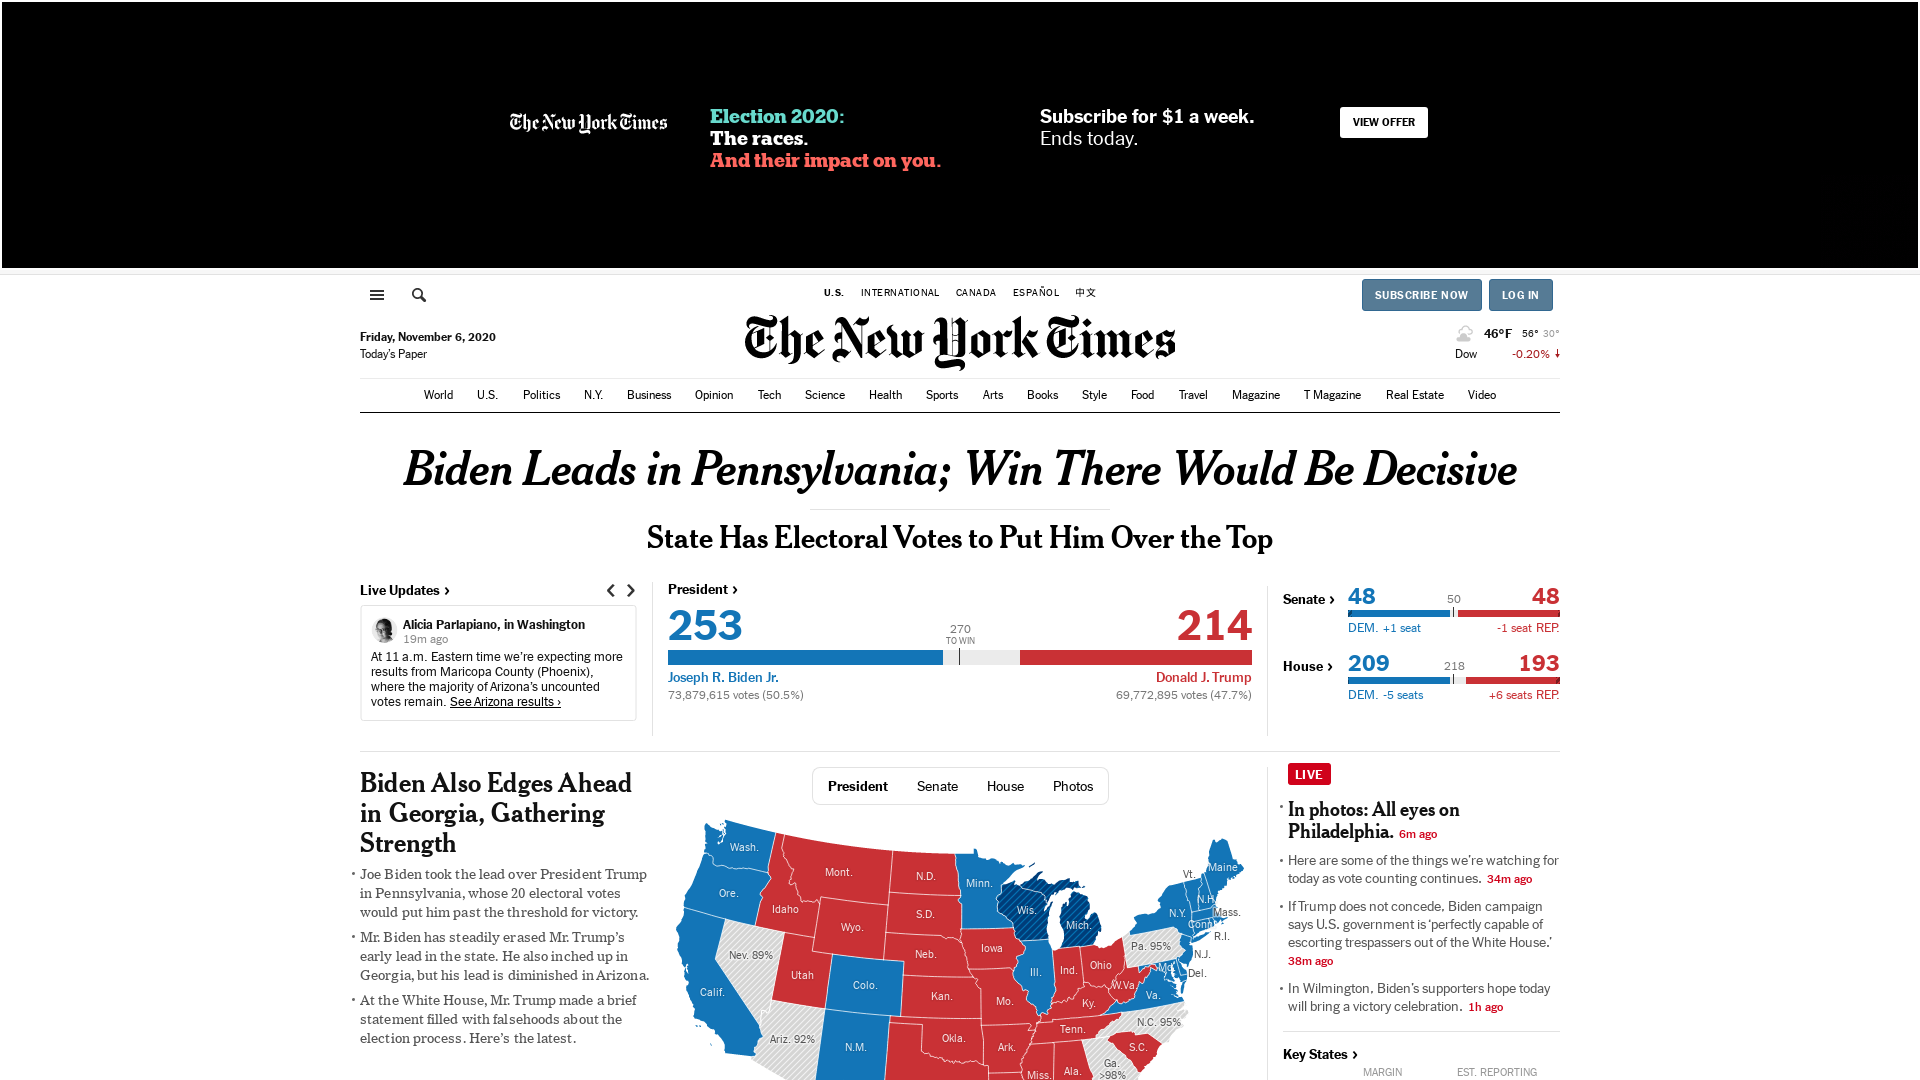 The New York Times
Election 2020:
The races.
And their impact on you.
Subscribe for $1 a week.
Ends today.
VIEW OFFER
U.S. INTERNATIONAL CANADA ESPAÑOL 中文
SUBSCRIBE NOW LOG IN
Friday, November 6, 2020
Today's Paper
The New York Times
46°F 56° 30°
Dow -0.20%
World U.S. Politics N.Y. Business Opinion Tech Science Health Sports Arts Books Style Food Travel Magazine T Magazine Real Estate Video
Biden Leads in Pennsylvania; Win There Would Be Decisive
State Has Electoral Votes to Put Him Over the Top
Live Updates ›
Alicia Parlapiano, in Washington
19m ago
At 11 a.m. Eastern time we're expecting more
results from Maricopa County (Phoenix),
where the majority of Arizona's uncounted
votes remain. See Arizona results ›
President ›
253
270
TO WIN
214
Joseph R. Biden Jr.
Donald J. Trump
73,879,615 votes (50.5%)
69,772,895 votes (47.7%)
Senate › 48 50 48
DEM. +1 seat -1 seat REP.
House › 209 218 193
DEM. -5 seats +6 seats REP.
Biden Also Edges Ahead
in Georgia, Gathering
Strength
• Joe Biden took the lead over President Trump
in Pennsylvania, whose 20 electoral votes
would put him past the threshold for victory.
• Mr. Biden has steadily erased Mr. Trump's
early lead in the state. He also inched up in
Georgia, but his lead is diminished in Arizona.
• At the White House, Mr. Trump made a brief
statement filled with falsehoods about the
election process. Here's the latest.
President Senate House Photos
Wash.
Mont.
N.D.
Minn.
Vt.
Maine
Ore.
Idaho
S.D.
Wis.
Mich.
N.Y.
N.H.
Mass.
Wyo.
Conn.
R.I.
Nev. 89%
Neb.
Iowa
Pa. 95%
N.J.
Utah
Ill.
Ind.
Ohio
Md.
Del.
Calif.
Colo.
Kan.
Mo.
W.Va.
Va.
Ky.
N.C. 95%
Ariz. 92%
N.M.
Okla.
Ark.
Tenn.
S.C.
Miss.
Ala.
Ga.
>98%
LIVE
• In photos: All eyes on
Philadelphia. 6m ago
• Here are some of the things we're watching for
today as vote counting continues. 34m ago
• If Trump does not concede, Biden campaign
says U.S. government is 'perfectly capable of
escorting trespassers out of the White House.'
38m ago
• In Wilmington, Biden's supporters hope today
will bring a victory celebration. 1h ago
Key States ›
MARGIN EST. REPORTING